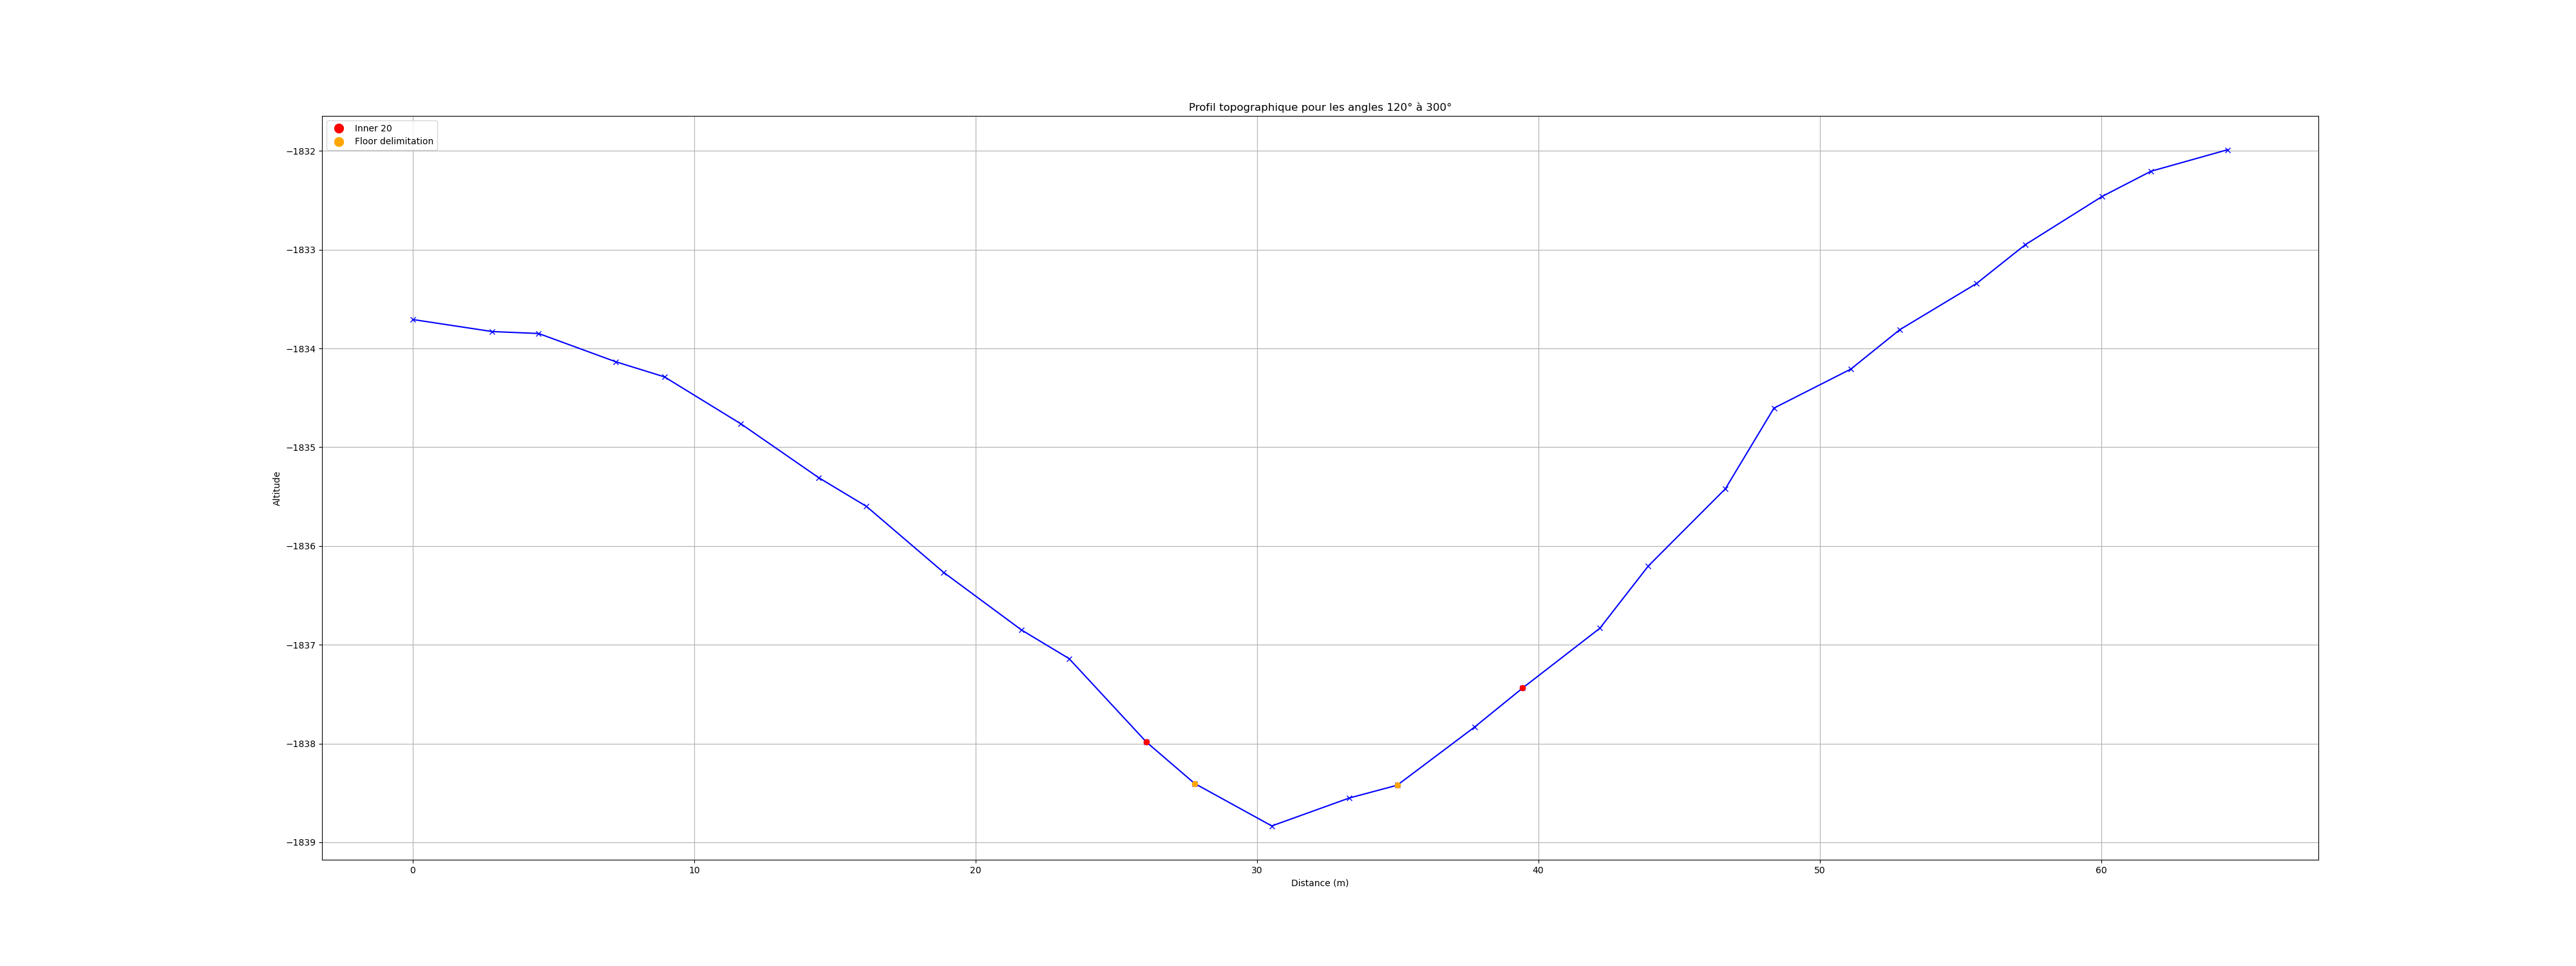 Profil topographique pour les angles 120° à 300°
Inner 20
Floor delimitation
−1832
−1833
−1834
−1835
−1836
−1837
−1838
−1839
Altitude
0 10 20 30 40 50 60
Distance (m)